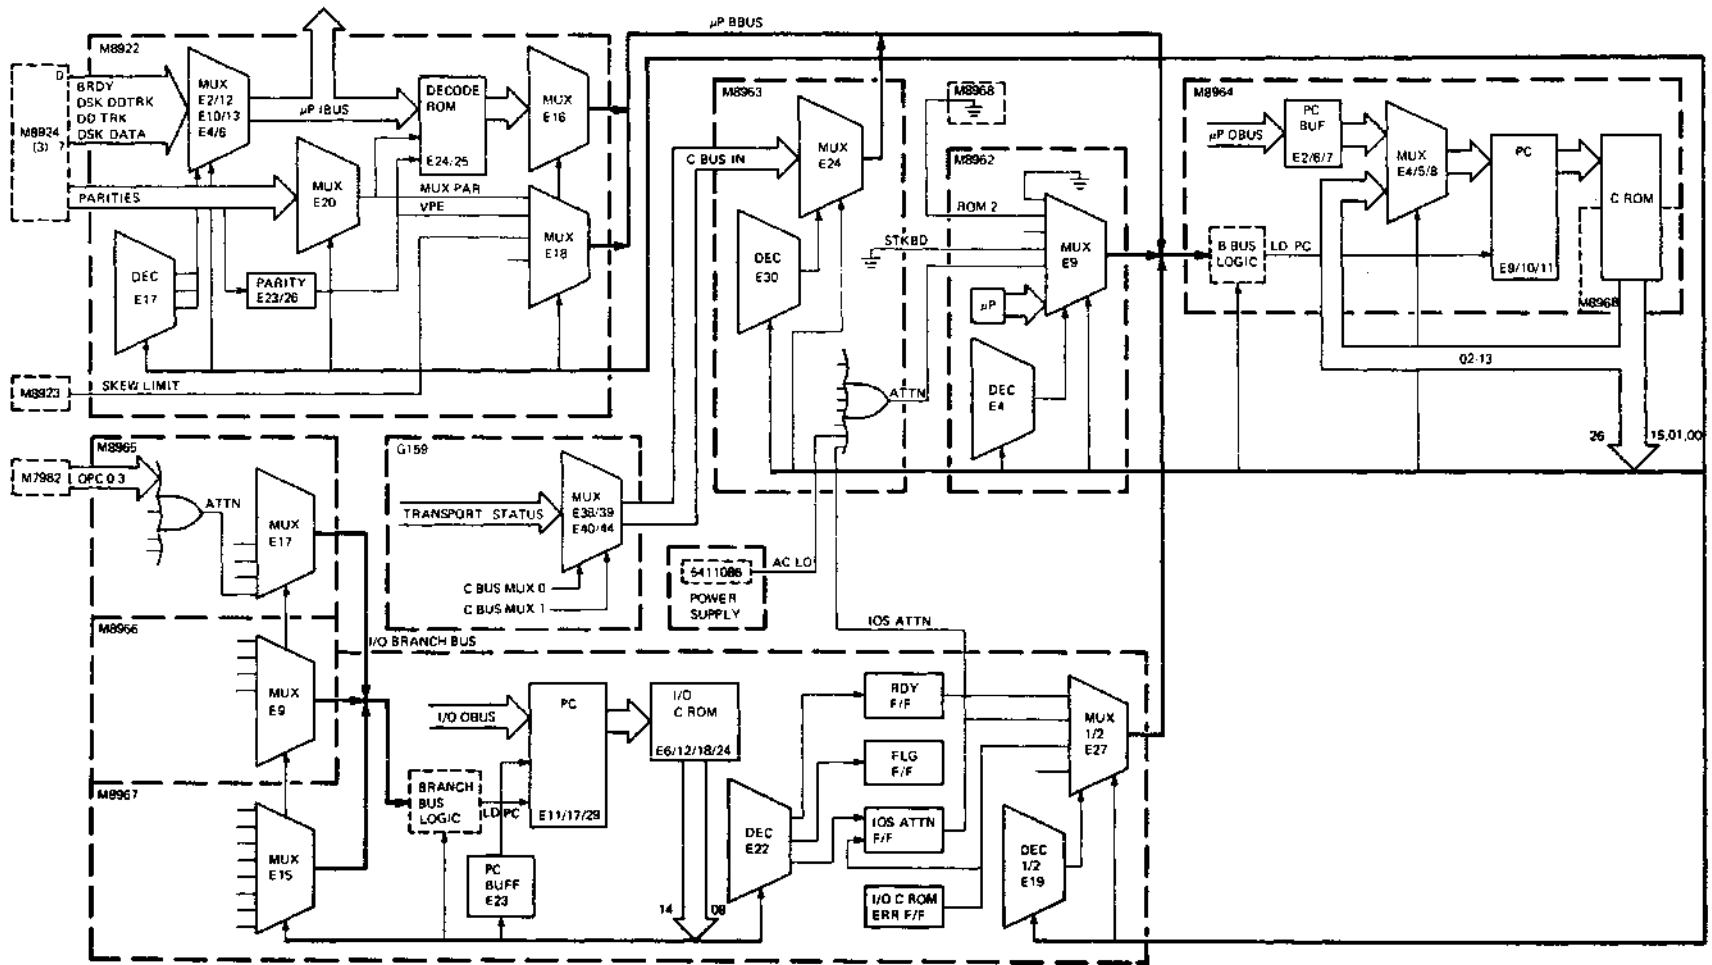 µP BBUS
M8922
BRDY
DSK DDTRK
DD TRK
DSK DATA
M8924
(3) 7
PARITIES
MUX
E2/12
E10/13
E4/6
µP IBUS
DECODE
ROM
E24/25
MUX
E16
MUX
E20
MUX PAR
VPE
MUX
E18
DEC
E17
PARITY
E23/26
M8923
SKEW LIMIT
M8963
C BUS IN
MUX
E24
DEC
E30
ATTN
M8968
M8962
ROM 2
STKBD
MUX
E9
µP
DEC
E4
M8964
µP OBUS
PC
BUF
E2/6/7
MUX
E4/5/8
PC
E9/10/11
C ROM
M8968
B BUS
LOGIC
LD PC
02-13
26
15,01,00
M8965
M7982
OPC 0 3
ATTN
MUX
E17
G159
TRANSPORT STATUS
MUX
E38/39
E40/44
C BUS MUX 0
C BUS MUX 1
5411086
POWER
SUPPLY
AC LO
M8966
I/O BRANCH BUS
IOS ATTN
MUX
E9
M8967
MUX
E15
I/O OBUS
PC
E11/17/29
I/O
C ROM
E6/12/18/24
BRANCH
BUS
LOGIC
LD PC
PC
BUFF
E23
14
08
DEC
E22
RDY
F/F
FLG
F/F
IOS ATTN
F/F
I/O C ROM
ERR F/F
MUX
1/2
E27
DEC
1/2
E19